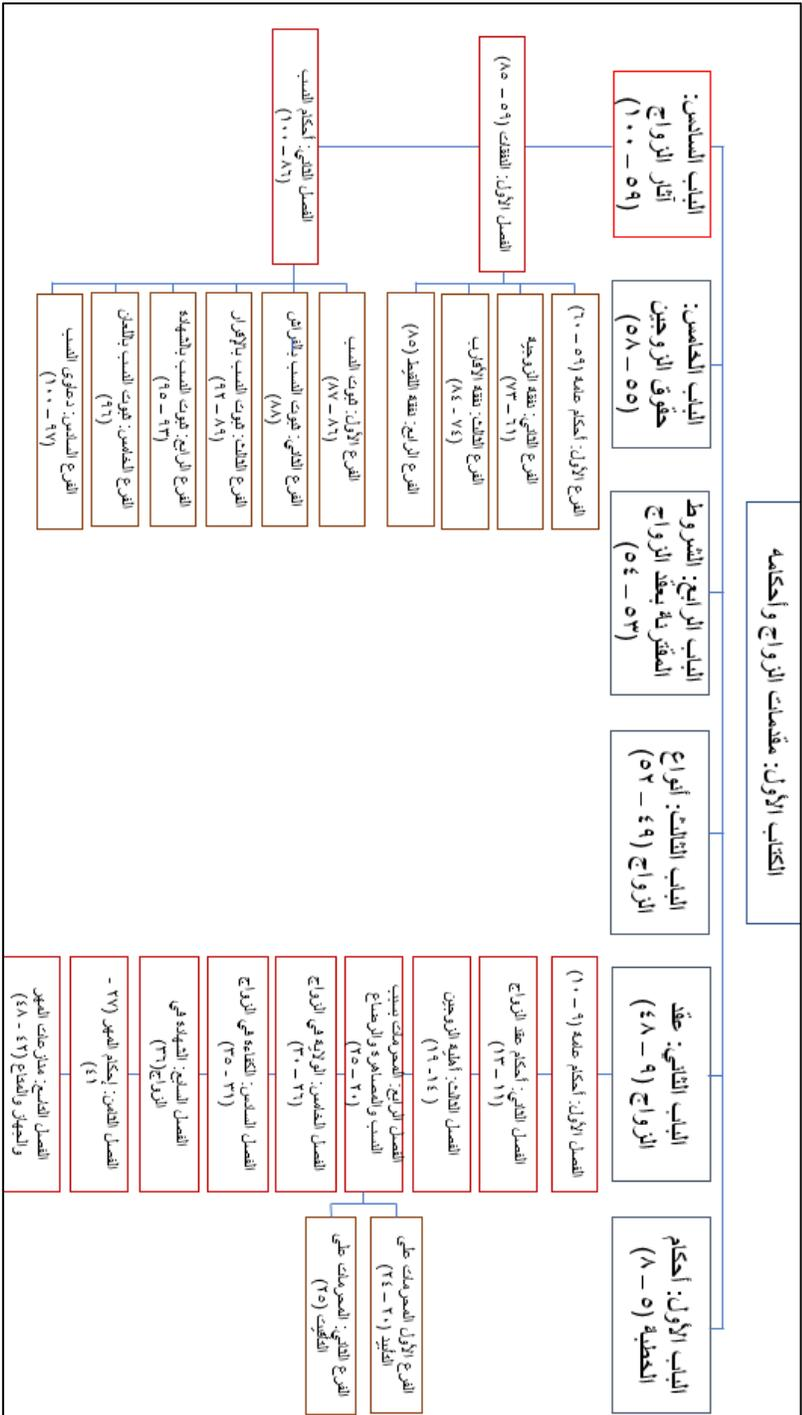 الكتاب الأول: مقدمات الزواج وأحكامه
الباب الأول: أحكام
الخطبة (٥ – ٨)
الباب الثاني: عقد
الزواج (٩ – ٤٨)
الفصل الأول: أحكام عامة (٩ – ١٠)
الفصل الثاني: أحكام عقد الزواج
(١١ – ١٣)
الفصل الثالث: أهلية الزوجين
(١٤ - ١٩)
الفصل الرابع: المحرمات بسبب
النسب والمصاهرة والرضاع
(٢٠ – ٢٥)
الفرع الأول المحرمات على
التأبيد (٢٠ – ٢٤)
الفرع الثاني: المحرمات على
التأقيت (٢٥)
الفصل الخامس: الولاية في الزواج
(٢٦ – ٣٠)
الفصل السادس: الكفاءة في الزواج
(٣١ – ٣٥)
الفصل السابع: الشهادة في
الزواج(٣٦)
الفصل الثامن: إحكام المهر (٣٧ -
٤١)
الفصل التاسع: منازعات المهر
والجهاز والمتاع (٤٢ - ٤٨)
الباب الثالث: أنواع
الزواج (٤٩ – ٥٢)
الباب الرابع: الشروط
المقترنة بعقد الزواج
(٥٣ – ٥٤)
الباب الخامس:
حقوق الزوجين
(٥٥ – ٥٨)
الباب السادس:
آثار الزواج
(٥٩ – ١٠٠)
الفصل الأول: النفقات (٥٩ – ٨٥)
الفرع الأول: أحكام عامة (٥٩ – ٦٠)
الفرع الثاني: نفقة الزوجية
(٦١ – ٧٣)
الفرع الثالث: نفقة الأقارب
(٧٤ - ٨٤)
الفرع الرابع: نفقة اللقيط (٨٥)
الفصل الثاني: أحكام النسب
(٨٦ – ١٠٠)
الفرع الأول: ثبوت النسب
(٨٦ – ٨٧)
الفرع الثاني: ثبوت النسب بالفراش
(٨٨)
الفرع الثالث: ثبوت النسب بالإقرار
(٨٩ – ٩٢)
الفرع الرابع: ثبوت النسب بالشهادة
(٩٣ – ٩٥)
الفرع الخامس: ثبوت النسب باللعان
(٩٦)
الفرع السادس: دعاوى النسب
(٩٧ – ١٠٠)